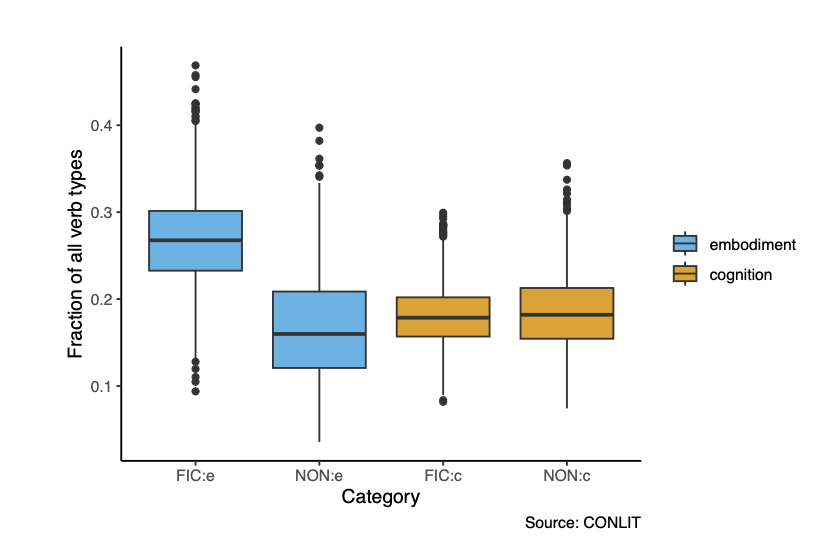 Fraction of all verb types
0.4
0.3
0.2
0.1
FIC:e
NON:e
FIC:c
NON:c
Category
embodiment
cognition
Source: CONLIT